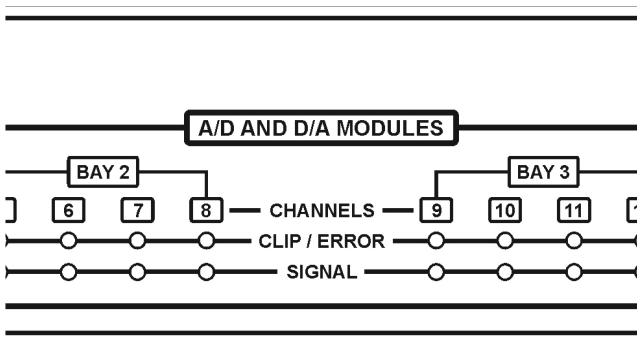 A/D AND D/A MODULES
BAY 2 BAY 3
6 7 8 CHANNELS 9 10 11
CLIP / ERROR
SIGNAL